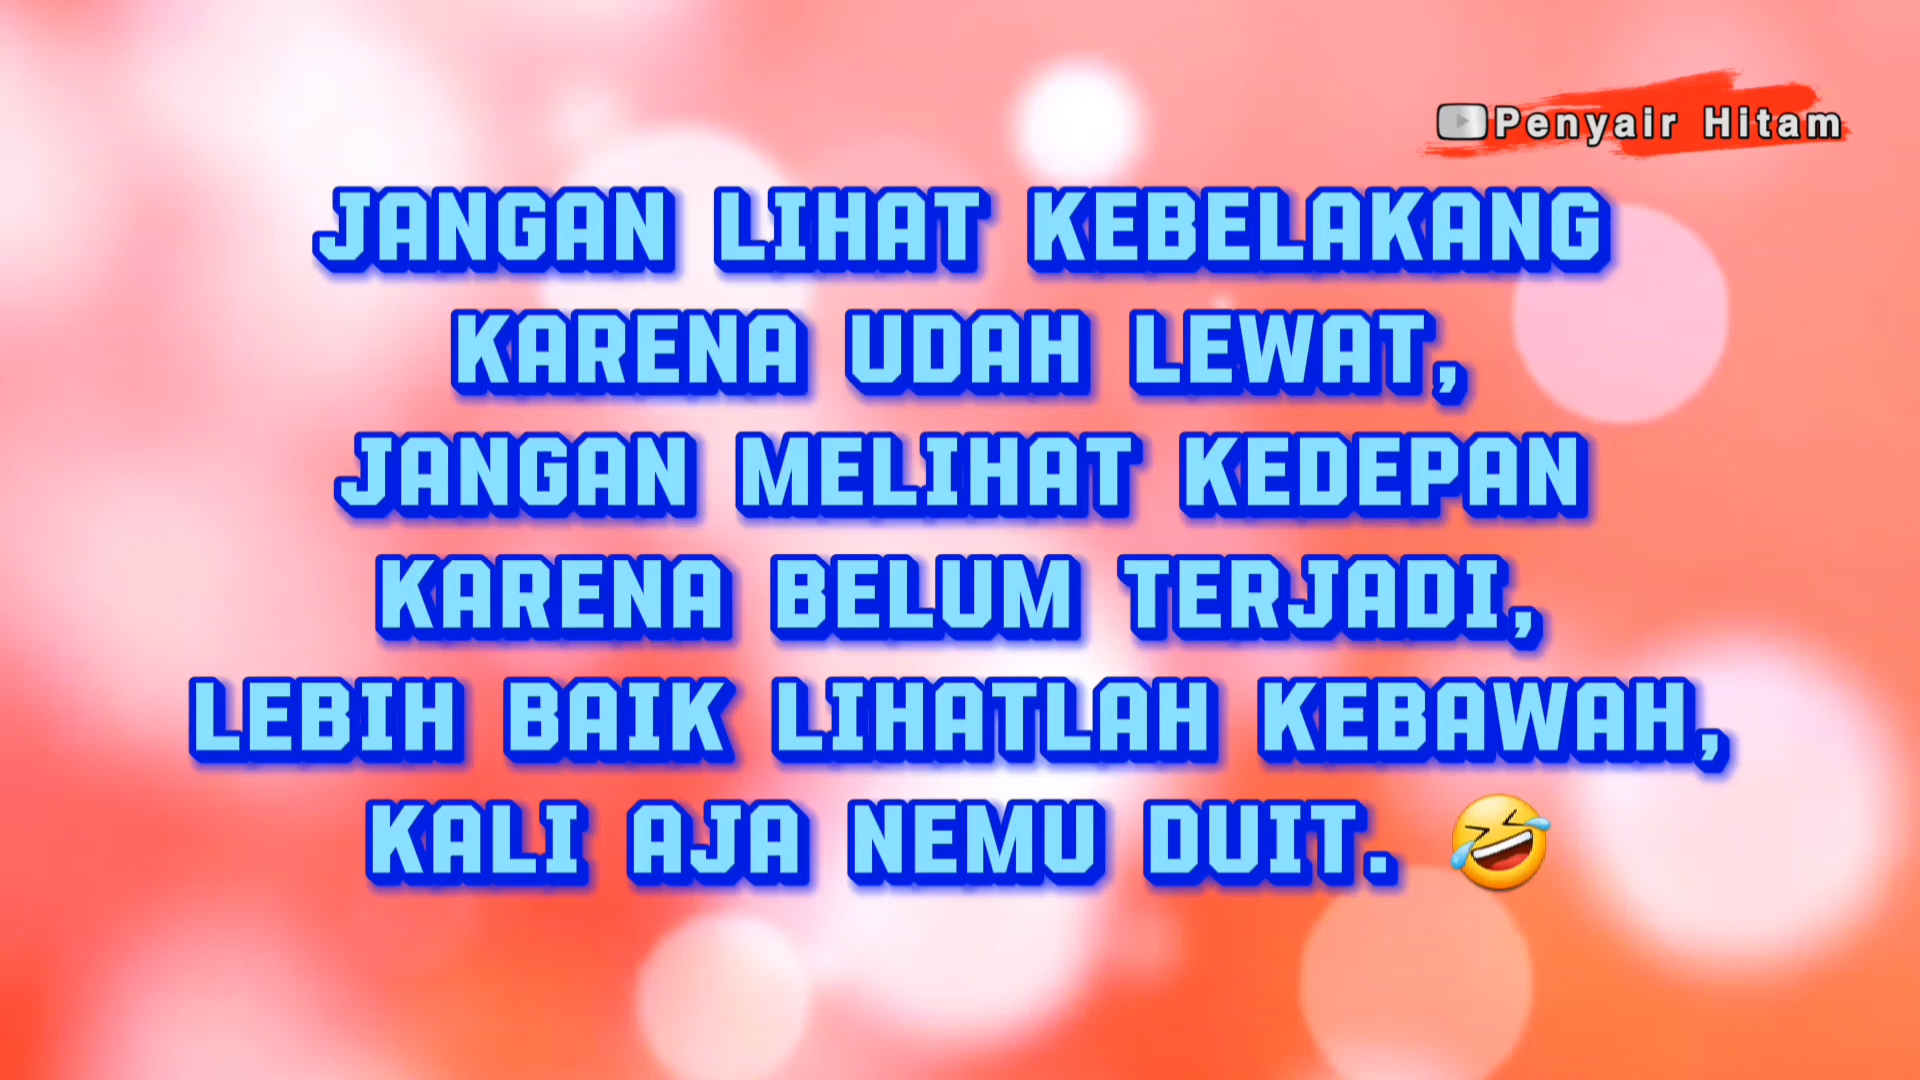 Penyair Hitam
JANGAN LIHAT KEBELAKANG
KARENA UDAH LEWAT,
JANGAN MELIHAT KEDEPAN
KARENA BELUM TERJADI,
LEBIH BAIK LIHATLAH KEBAWAH,
KALI AJA NEMU DUIT. 🤣